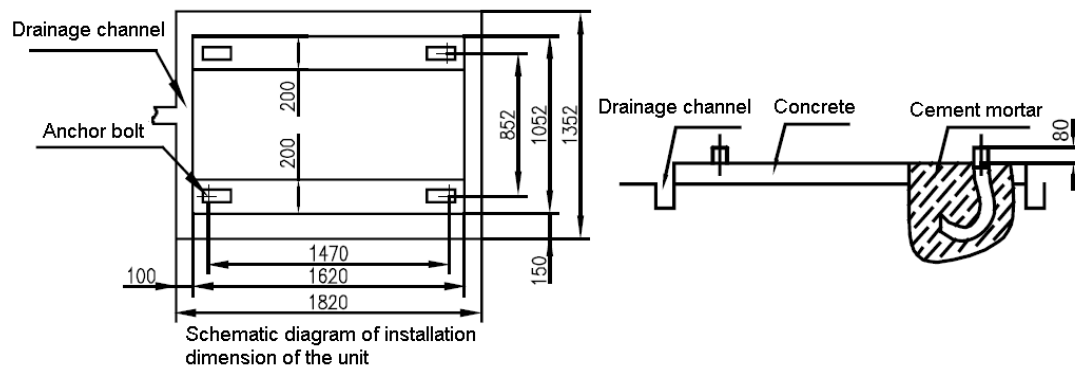 Drainage channel
Anchor bolt
200
200
852
1052
1352
1470
1620
1820
100
150
Schematic diagram of installation
dimension of the unit
Drainage channel
Concrete
Cement mortar
80